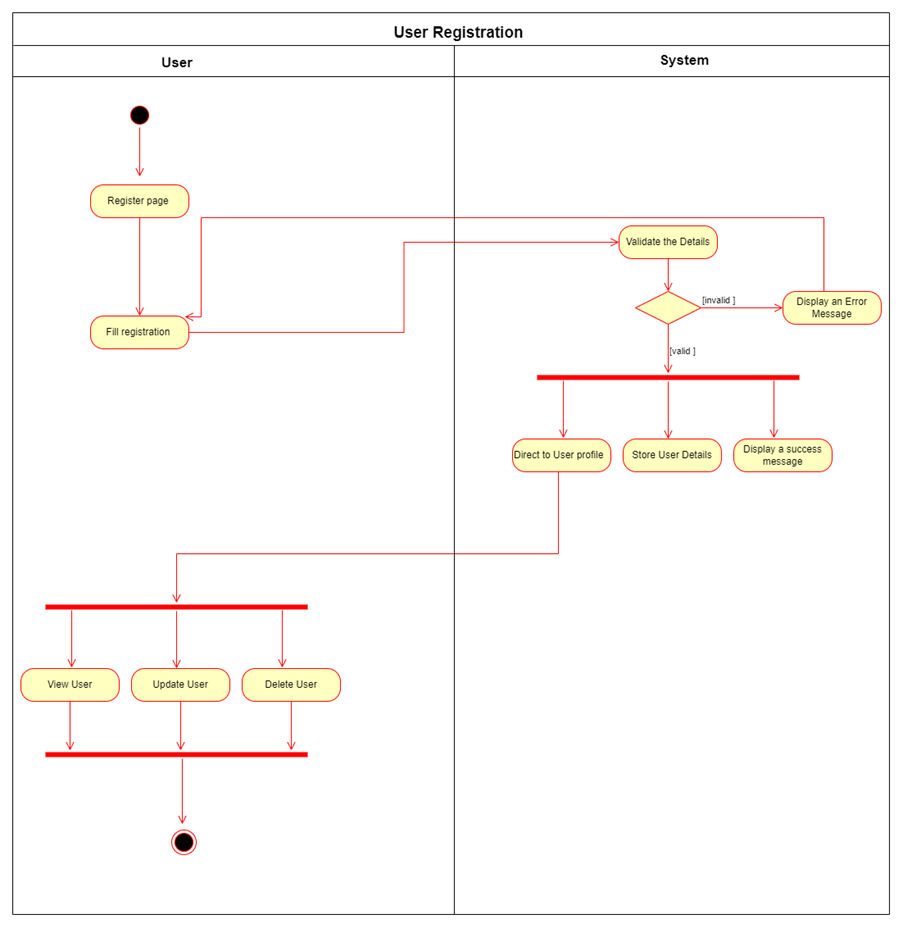 User Registration
User
System
Register page
Validate the Details
[invalid ]
Display an Error
Message
Fill registration
[valid ]
Direct to User profile
Store User Details
Display a success
message
View User
Update User
Delete User